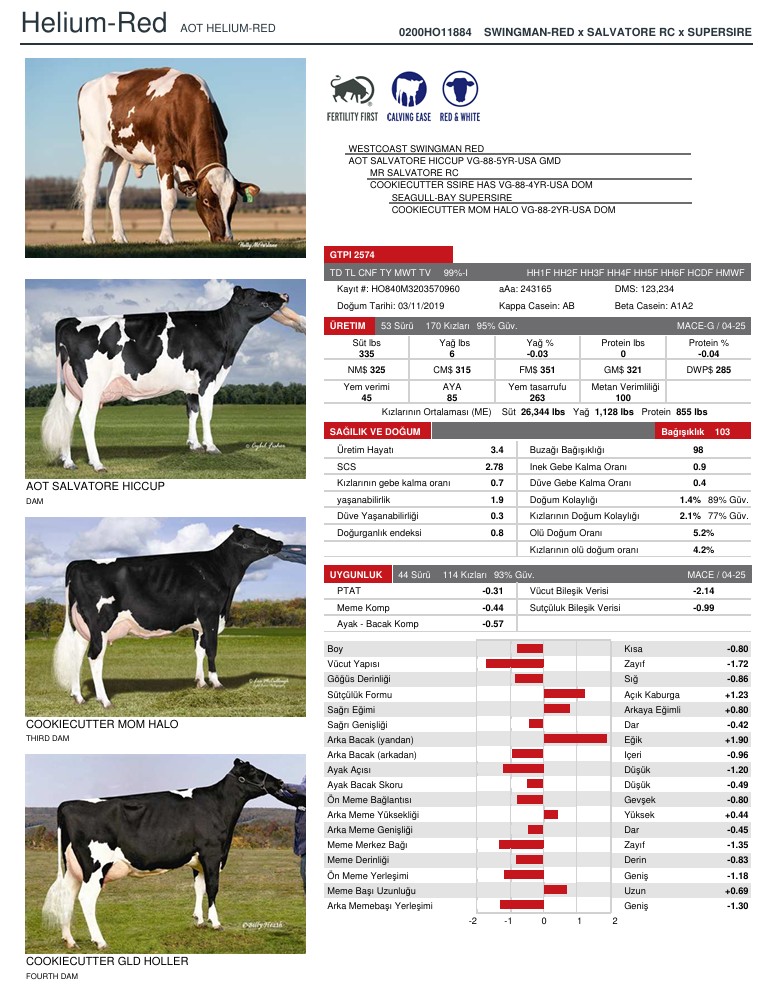 Helium-Red AOT HELIUM-RED
0200HO11884 SWINGMAN-RED x SALVATORE RC x SUPERSIRE
FERTILITY FIRST CALVING EASE RED & WHITE
WESTCOAST SWINGMAN RED
AOT SALVATORE HICCUP VG-88-5YR-USA GMD
MR SALVATORE RC
COOKIECUTTER SSIRE HAS VG-88-4YR-USA DOM
SEAGULL-BAY SUPERSIRE
COOKIECUTTER MOM HALO VG-88-2YR-USA DOM
AOT SALVATORE HICCUP
DAM
COOKIECUTTER MOM HALO
THIRD DAM
COOKIECUTTER GLD HOLLER
FOURTH DAM
GTPI 2574
TD TL CNF TY MWT TV 99%-I HH1F HH2F HH3F HH4F HH5F HH6F HCDF HMWF
Kayıt #: HO840M3203570960 aAa: 243165 DMS: 123,234
Doğum Tarihi: 03/11/2019 Kappa Casein: AB Beta Casein: A1A2
ÜRETIM 53 Sürü 170 Kızları 95% Güv. MACE-G / 04-25
Süt lbs Yağ lbs Yağ % Protein lbs Protein %
335 6 -0.03 0 -0.04
NM$ 325 CM$ 315 FM$ 351 GM$ 321 DWP$ 285
Yem verimi AYA Yem tasarrufu Metan Verimliliği
45 85 263 100
Kızlarının Ortalaması (ME) Süt 26,344 lbs Yağ 1,128 lbs Protein 855 lbs
SAĞILIK VE DOĞUM Bağışıklık 103
Üretim Hayatı 3.4 Buzağı Bağışıklığı 98
SCS 2.78 Inek Gebe Kalma Oranı 0.9
Kızlarının gebe kalma oranı 0.7 Düve Gebe Kalma Oranı 0.4
yaşanabilirlik 1.9 Doğum Kolaylığı 1.4% 89% Güv.
Düve Yaşanabilirliği 0.3 Kızlarının Doğum Kolaylığı 2.1% 77% Güv.
Doğurganlık endeksi 0.8 Olü Doğum Oranı 5.2%
Kızlarının olü doğum oranı 4.2%
UYGUNLUK 44 Sürü 114 Kızları 93% Güv. MACE / 04-25
PTAT -0.31 Vücut Bileşik Verisi -2.14
Meme Komp -0.44 Sutçüluk Bileşik Verisi -0.99
Ayak - Bacak Komp -0.57
Boy Kısa -0.80
Vücut Yapısı Zayıf -1.72
Göğüs Derinliği Sığ -0.86
Sütçülük Formu Açık Kaburga +1.23
Sağrı Eğimi Arkaya Eğimli +0.80
Sağrı Genişliği Dar -0.42
Arka Bacak (yandan) Eğik +1.90
Arka Bacak (arkadan) Içeri -0.96
Ayak Açısı Düşük -1.20
Ayak Bacak Skoru Düşük -0.49
Ön Meme Bağlantısı Gevşek -0.80
Arka Meme Yüksekliği Yüksek +0.44
Arka Meme Genişliği Dar -0.45
Meme Merkez Bağı Zayıf -1.35
Meme Derinliği Derin -0.83
Ön Meme Yerleşimi Geniş -1.18
Meme Başı Uzunluğu Uzun +0.69
Arka Memebaşı Yerleşimi Geniş -1.30
-2 -1 0 1 2